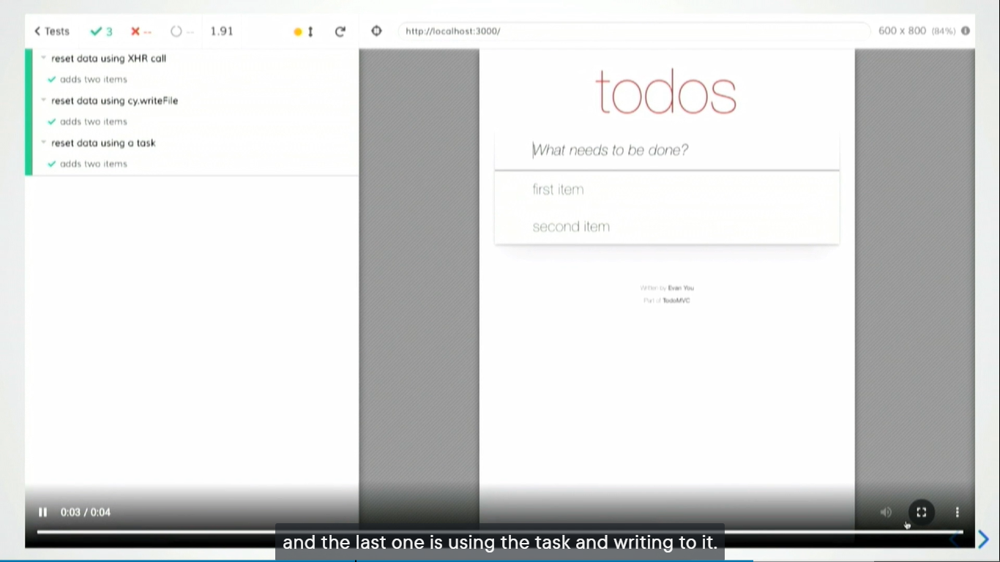 Tests 3 -- -- 1.91 http://localhost:3000/ 600 x 800 (84%)
reset data using XHR call
adds two items
reset data using cy.writeFile
adds two items
reset data using a task
adds two items
todos
What needs to be done?
first item
second item
Written by Evan You
Part of TodoMVC
0:03 / 0:04
and the last one is using the task and writing to it.